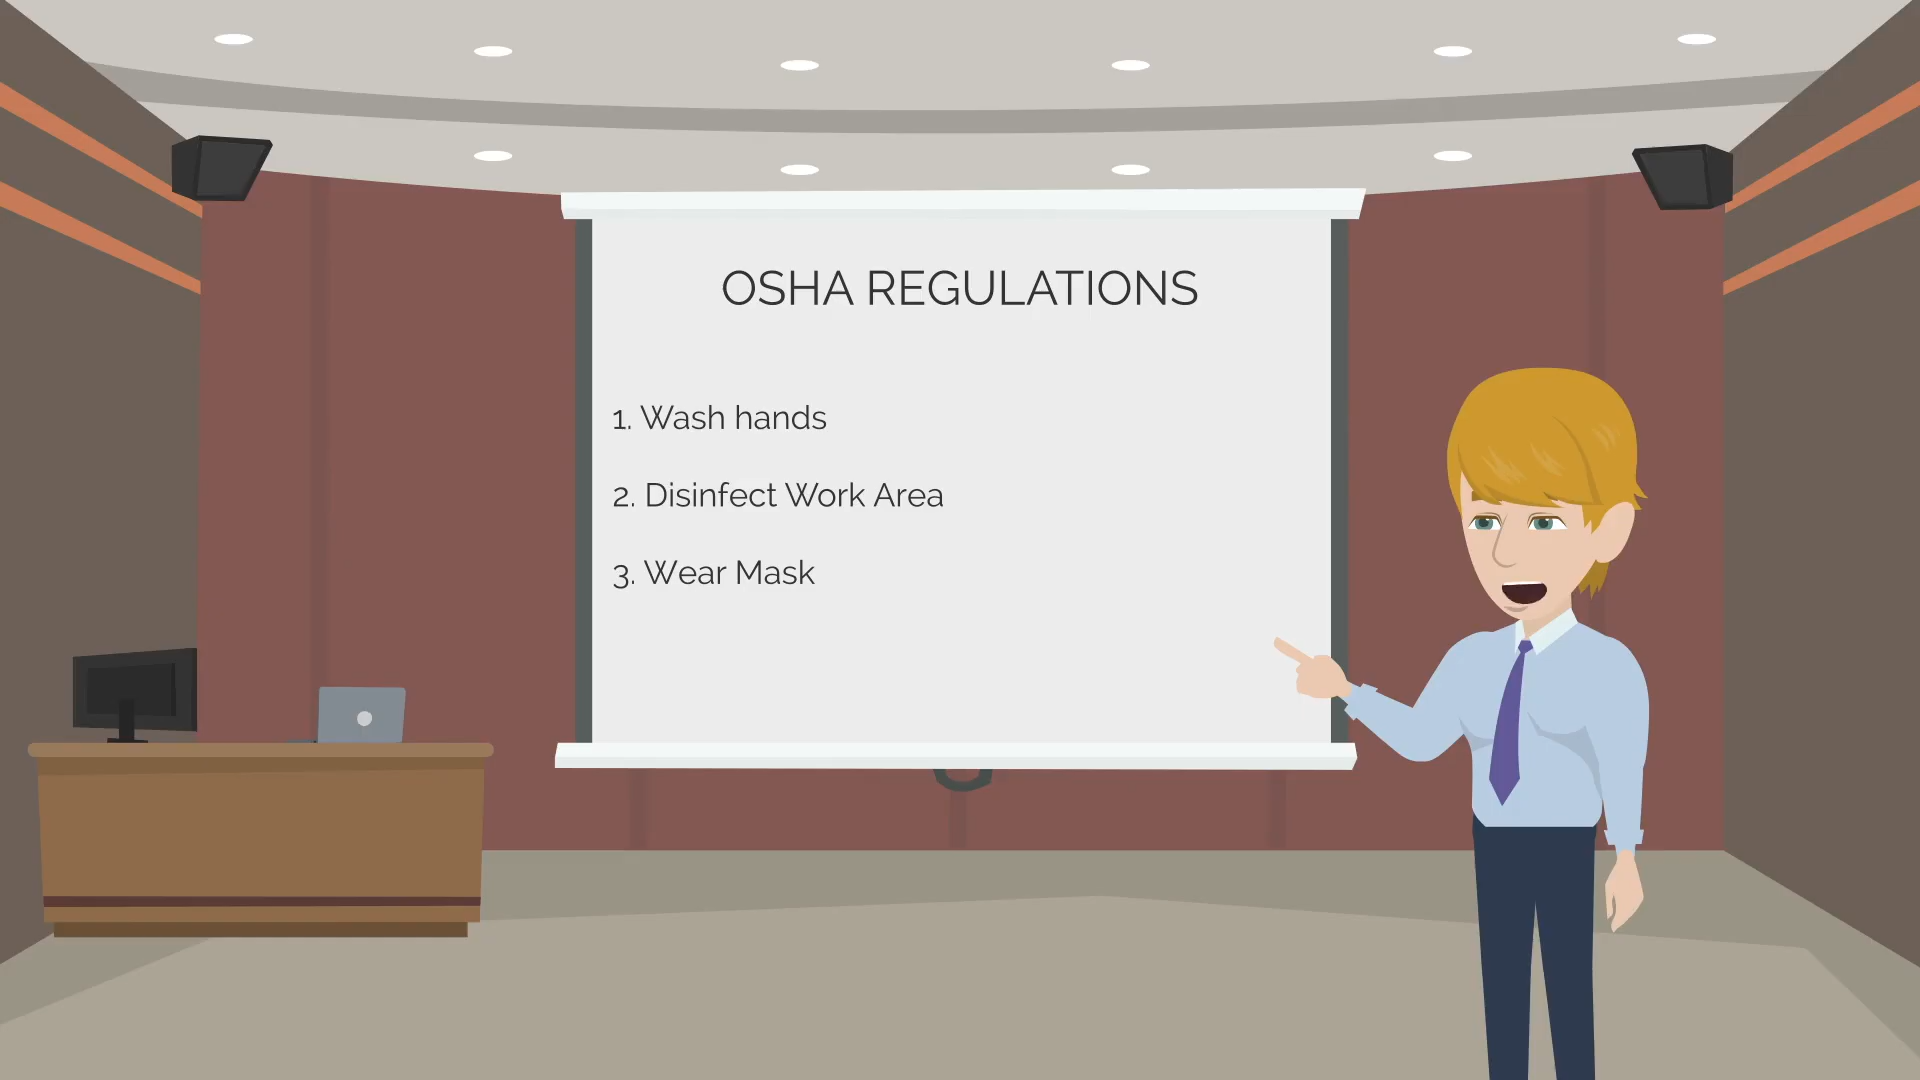 OSHA REGULATIONS
1. Wash hands
2. Disinfect Work Area
3. Wear Mask